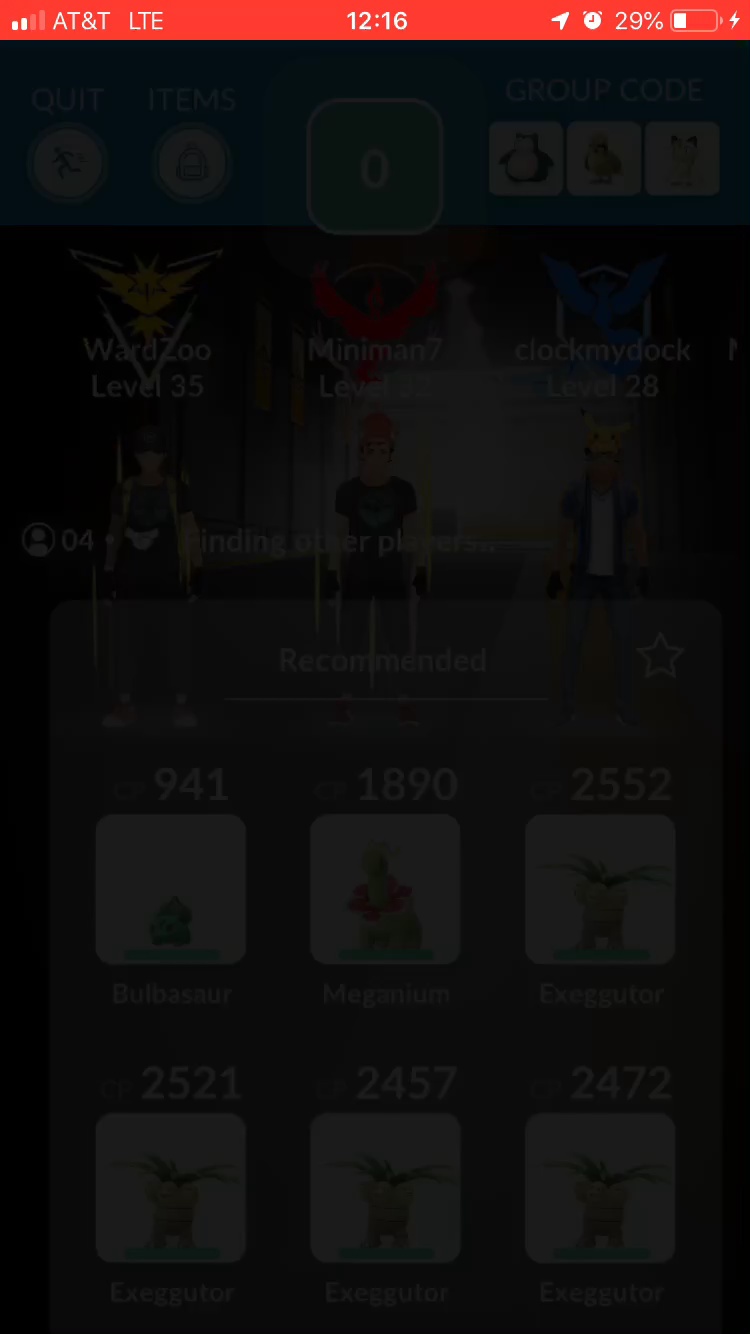 AT&T LTE 12:16 29%
QUIT ITEMS GROUP CODE
0
WardZoo Miniman7 clockmydock
Level 35 Level Level 28
04 • Finding other players..
Recommended
CP 941 CP 1890 CP 2552
Bulbasaur Meganium Exeggutor
CP 2521 CP 2457 CP 2472
Exeggutor Exeggutor Exeggutor